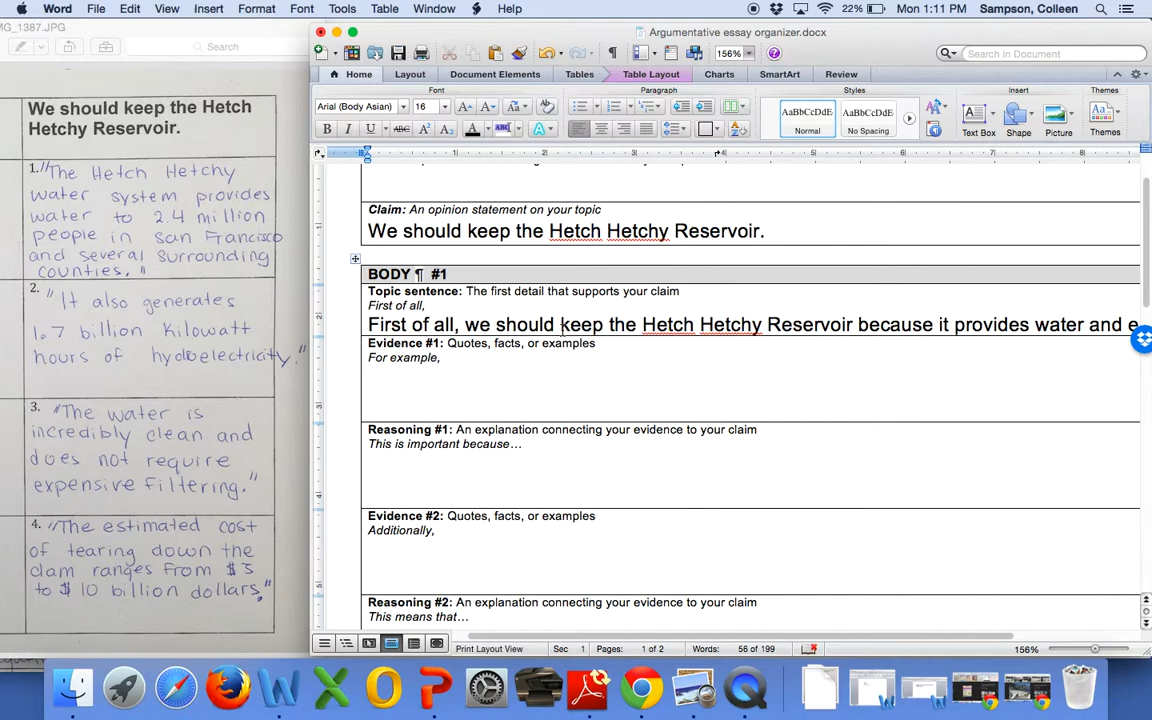 Word File Edit View Insert Format Font Tools Table Window Help 22% Mon 1:11 PM Sampson, Colleen
MG_1387.JPG
Search
We should keep the Hetch
Hetchy Reservoir.
1. "The Hetch Hetchy
water system provides
water to 2.4 million
people in san Francisco
and several surrounding
counties."
2. "It also generates
1.7 billion Kilowatt
hours of hydroelectricity."
3. "The water is
incredibly clean and
does not require
expensive filtering."
4. "The estimated cost
of tearing down the
dam ranges from $3
to $10 billion dollars."
Argumentative essay organizer.docx
156% Search in Document
Home Layout Document Elements Tables Table Layout Charts SmartArt Review
Font Paragraph Styles Insert Themes
Arial (Body Asian) 16 AaBbCcDdEe AaBbCcDdEe
Normal No Spacing Text Box Shape Picture Themes
Claim: An opinion statement on your topic
We should keep the Hetch Hetchy Reservoir.
BODY ¶ #1
Topic sentence: The first detail that supports your claim
First of all,
First of all, we should keep the Hetch Hetchy Reservoir because it provides water and e
Evidence #1: Quotes, facts, or examples
For example,
Reasoning #1: An explanation connecting your evidence to your claim
This is important because…
Evidence #2: Quotes, facts, or examples
Additionally,
Reasoning #2: An explanation connecting your evidence to your claim
This means that…
Print Layout View Sec 1 Pages: 1 of 2 Words: 56 of 199 156%